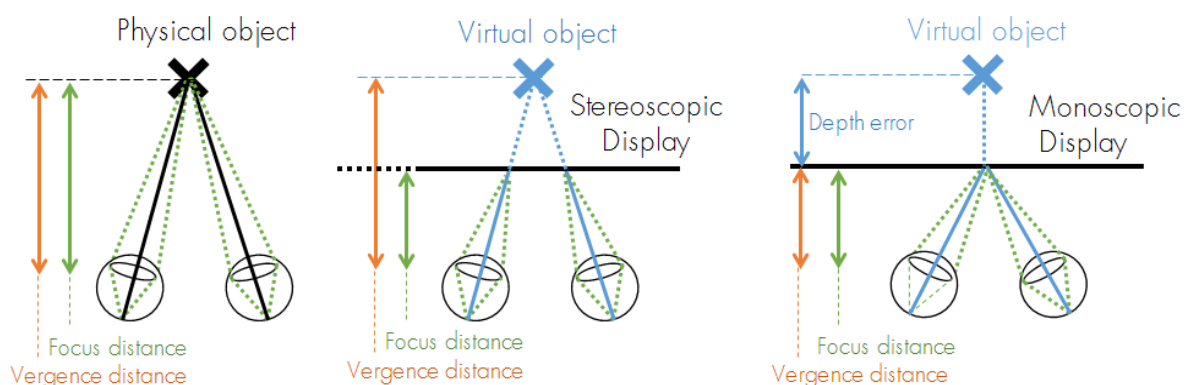 Physical object
Focus distance
Vergence distance
Virtual object
Stereoscopic
Display
Focus distance
Vergence distance
Virtual object
Depth error
Monoscopic
Display
Focus distance
Vergence distance